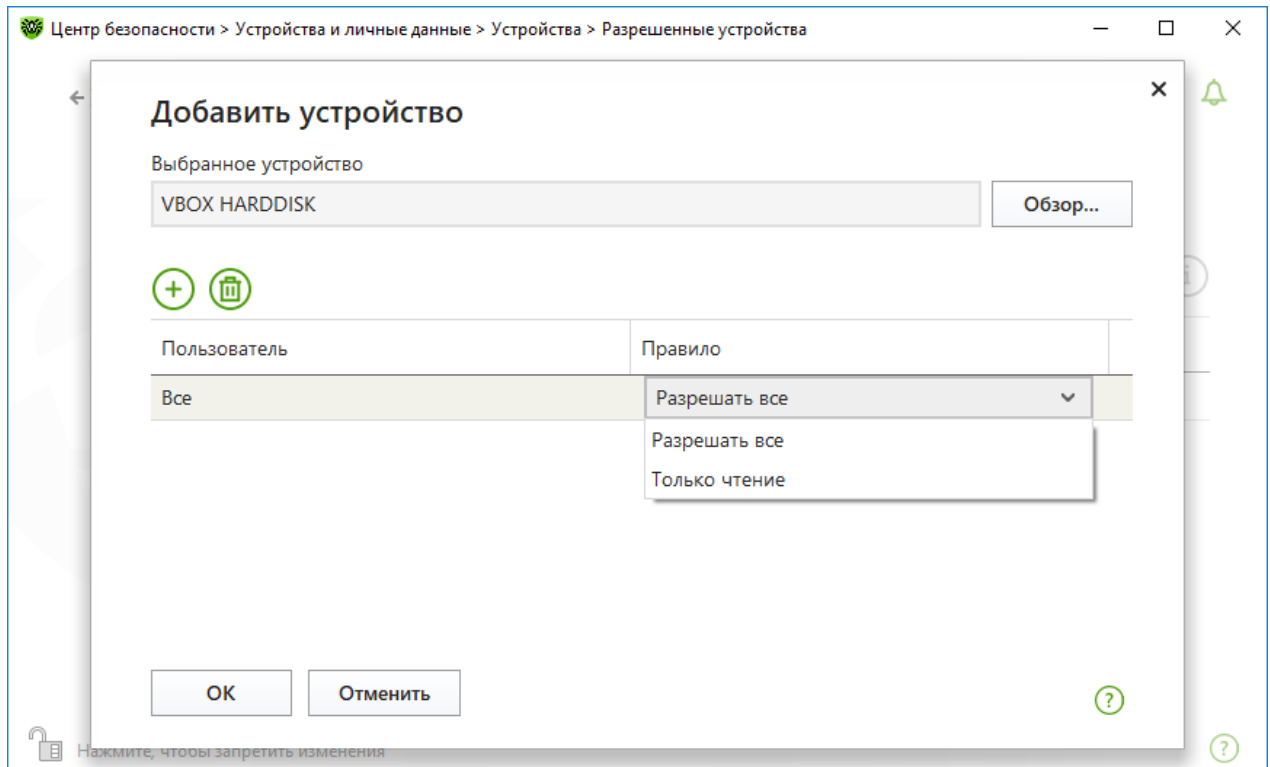 Центр безопасности > Устройства и личные данные > Устройства > Разрешенные устройства
Добавить устройство
Выбранное устройство
VBOX HARDDISK
Обзор...
Пользователь Правило
Все Разрешать все
Разрешать все
Только чтение
OK Отменить
?
Нажмите, чтобы запретить изменения
?